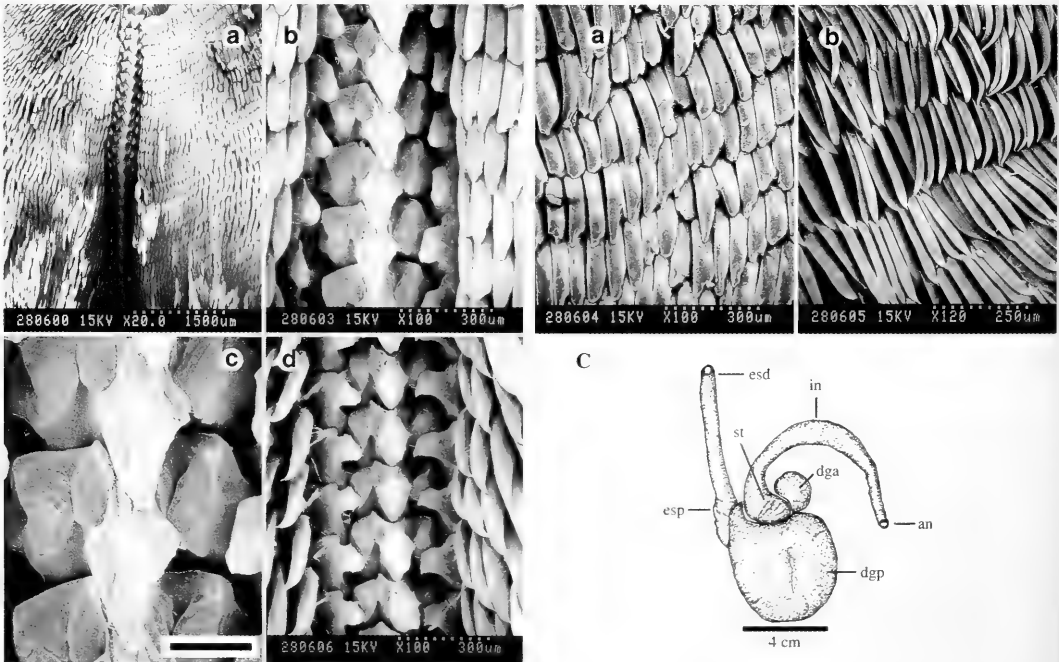 a
b
280600 15KV X20.0 1500um
280603 15KV X100 300um
a
b
280604 15KV X100 300um
280605 15KV X120 250um
c
d
280606 15KV X100 300um
C
esd
in
st
dga
esp
an
dgp
4 cm